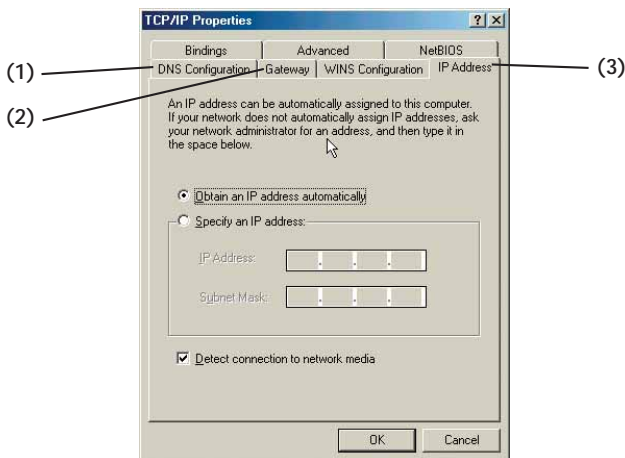 TCP/IP Properties
Bindings Advanced NetBIOS
(1) DNS Configuration Gateway WINS Configuration IP Address (3)
(2)
An IP address can be automatically assigned to this computer.
If your network does not automatically assign IP addresses, ask
your network administrator for an address, and then type it in
the space below.
Obtain an IP address automatically
Specify an IP address:
IP Address:
Subnet Mask:
Detect connection to network media
OK Cancel